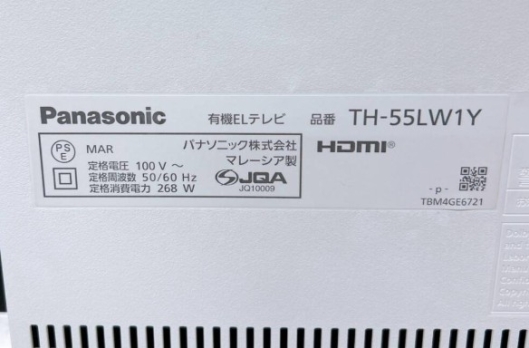 Panasonic 有機ELテレビ 品番 TH-55LW1Y
PS
E
MAR パナソニック株式会社
マレーシア製
定格電圧 100 V ～
定格周波数 50/60 Hz
定格消費電力 268 W
JQA
JQ10009
HDMI®
- p -
TBM4GE6721